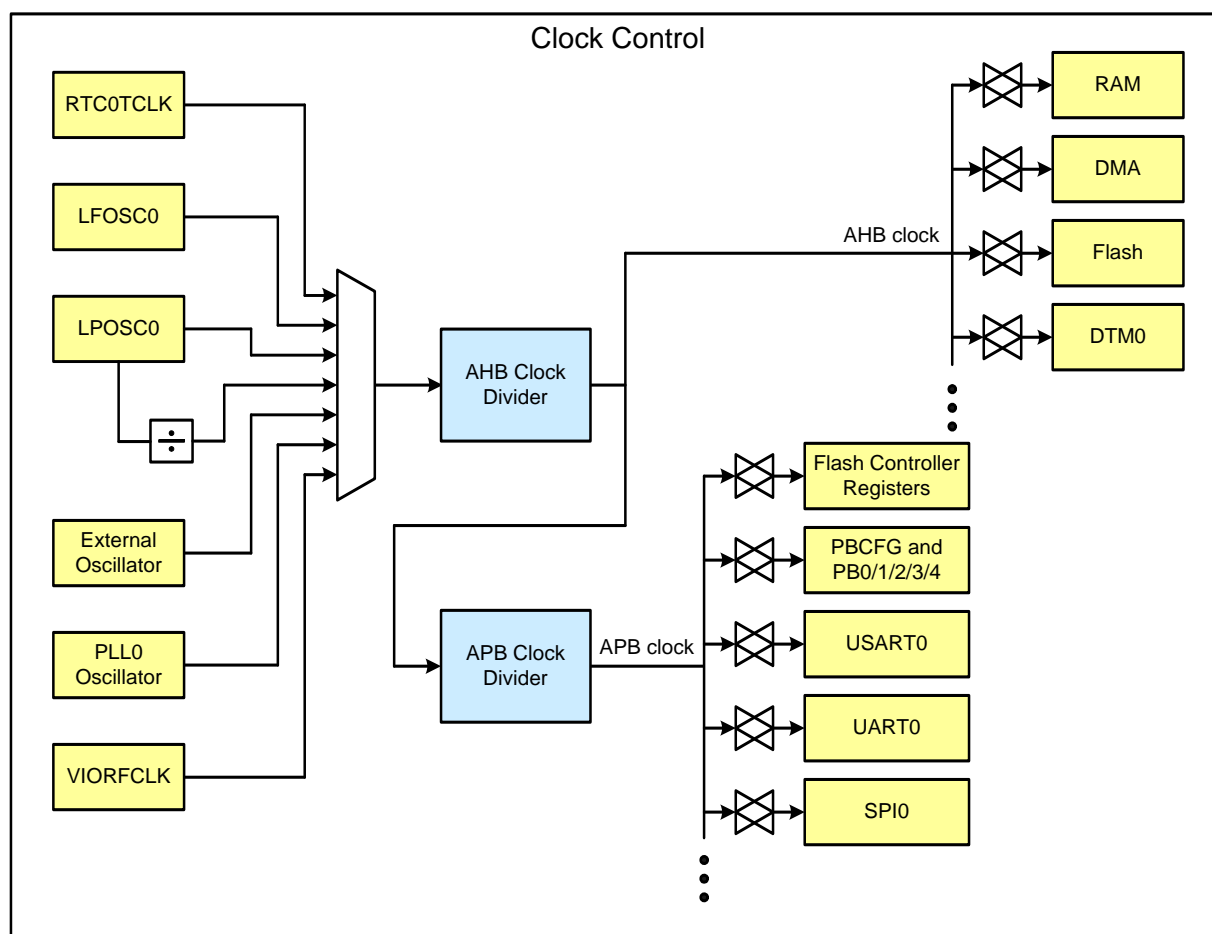 Clock Control
RTC0TCLK
LFOSC0
LPOSC0
÷
External
Oscillator
PLL0
Oscillator
VIORFCLK
AHB Clock
Divider
APB Clock
Divider
AHB clock
RAM
DMA
Flash
DTM0
APB clock
Flash Controller
Registers
PBCFG and
PB0/1/2/3/4
USART0
UART0
SPI0